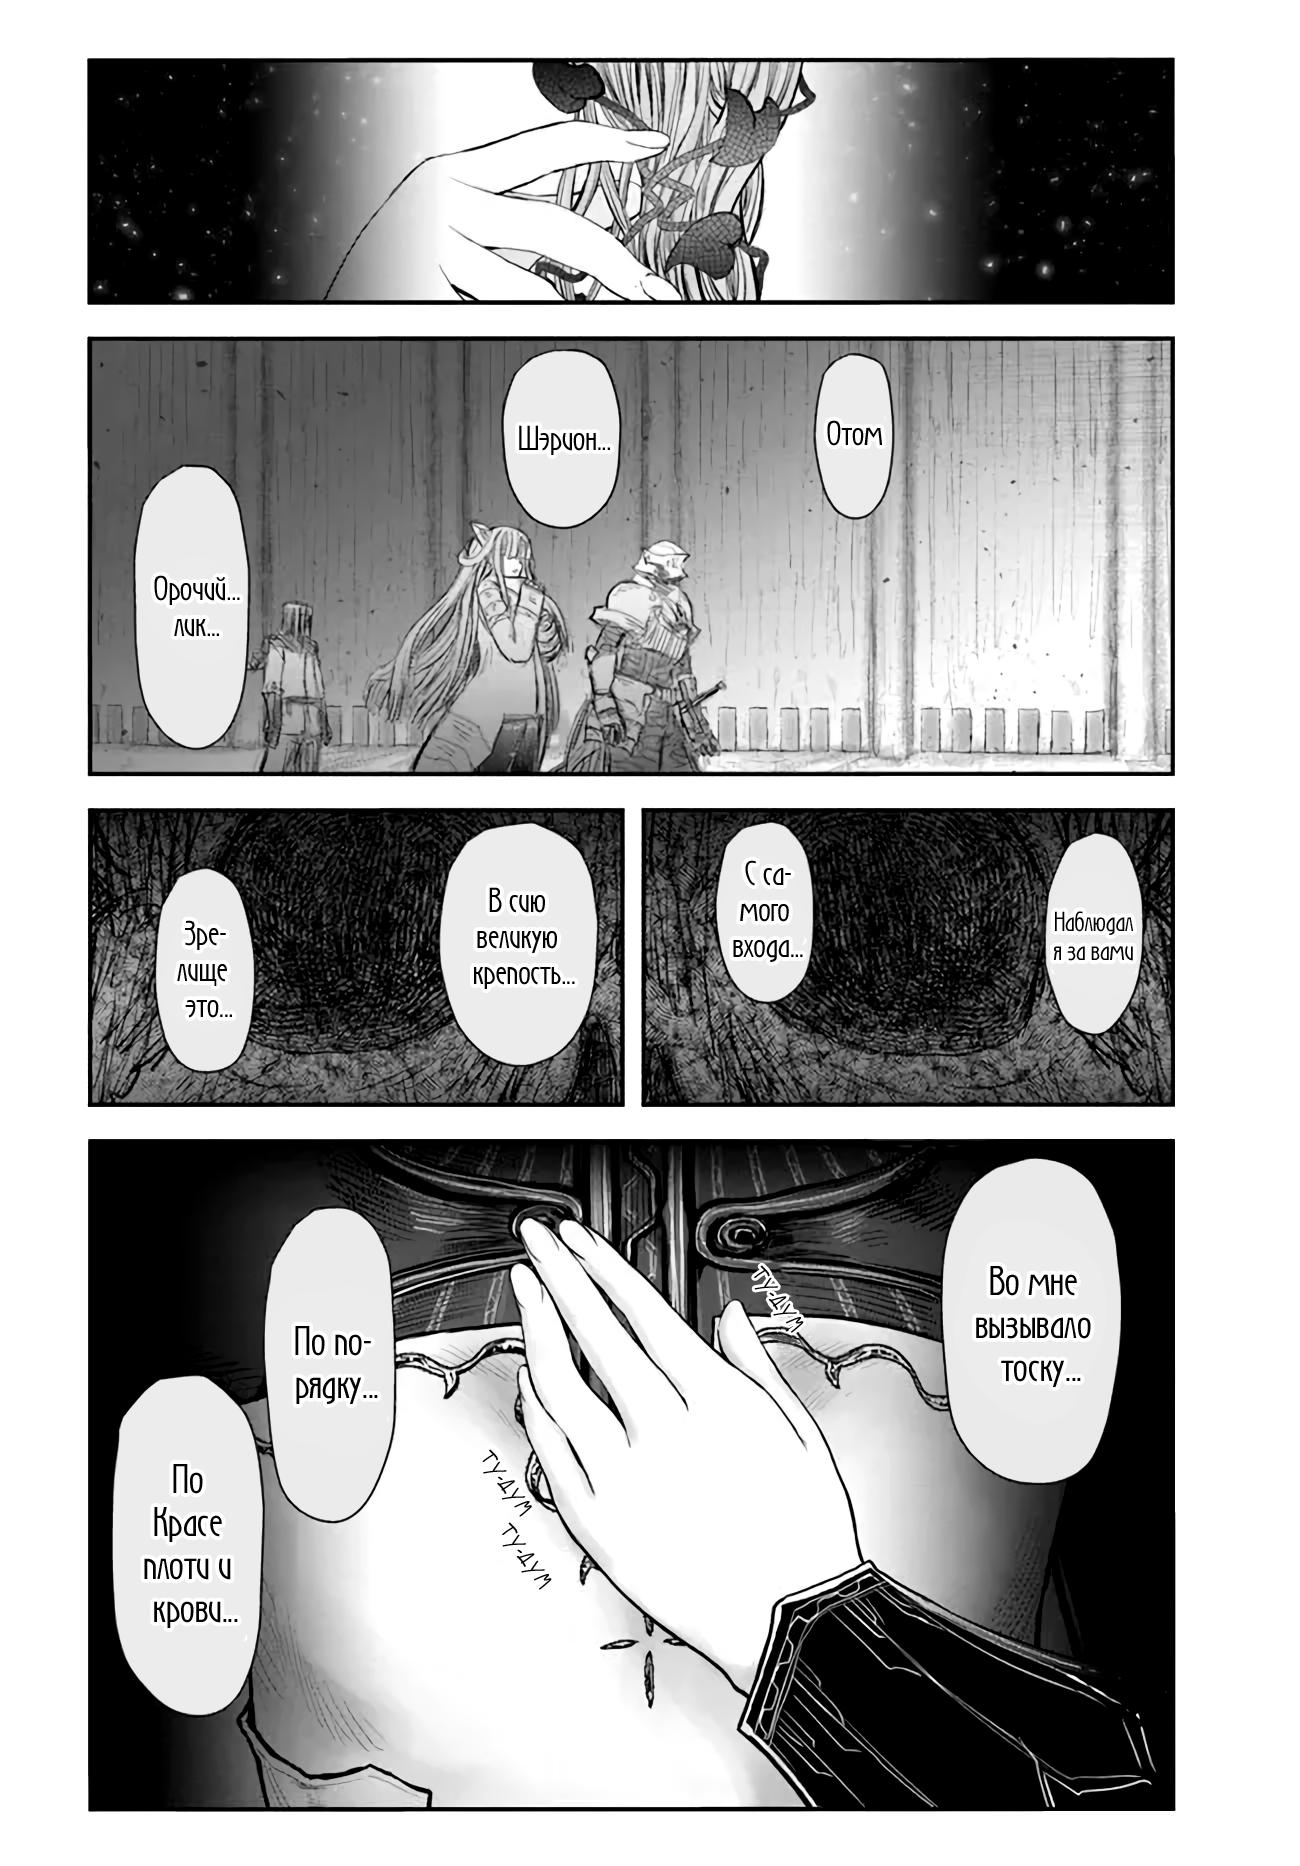 Отом
Шэрион...
Орочий...
лик...
Наблюдал
я за вами
С са-
мого
входа...
В сию
великую
крепость...
Зре-
лище
это...
Во мне
вызывало
тоску...
ту-дум
По по-
рядку...
ту-дум
ту-дум
По
Красе
плоти и
крови...